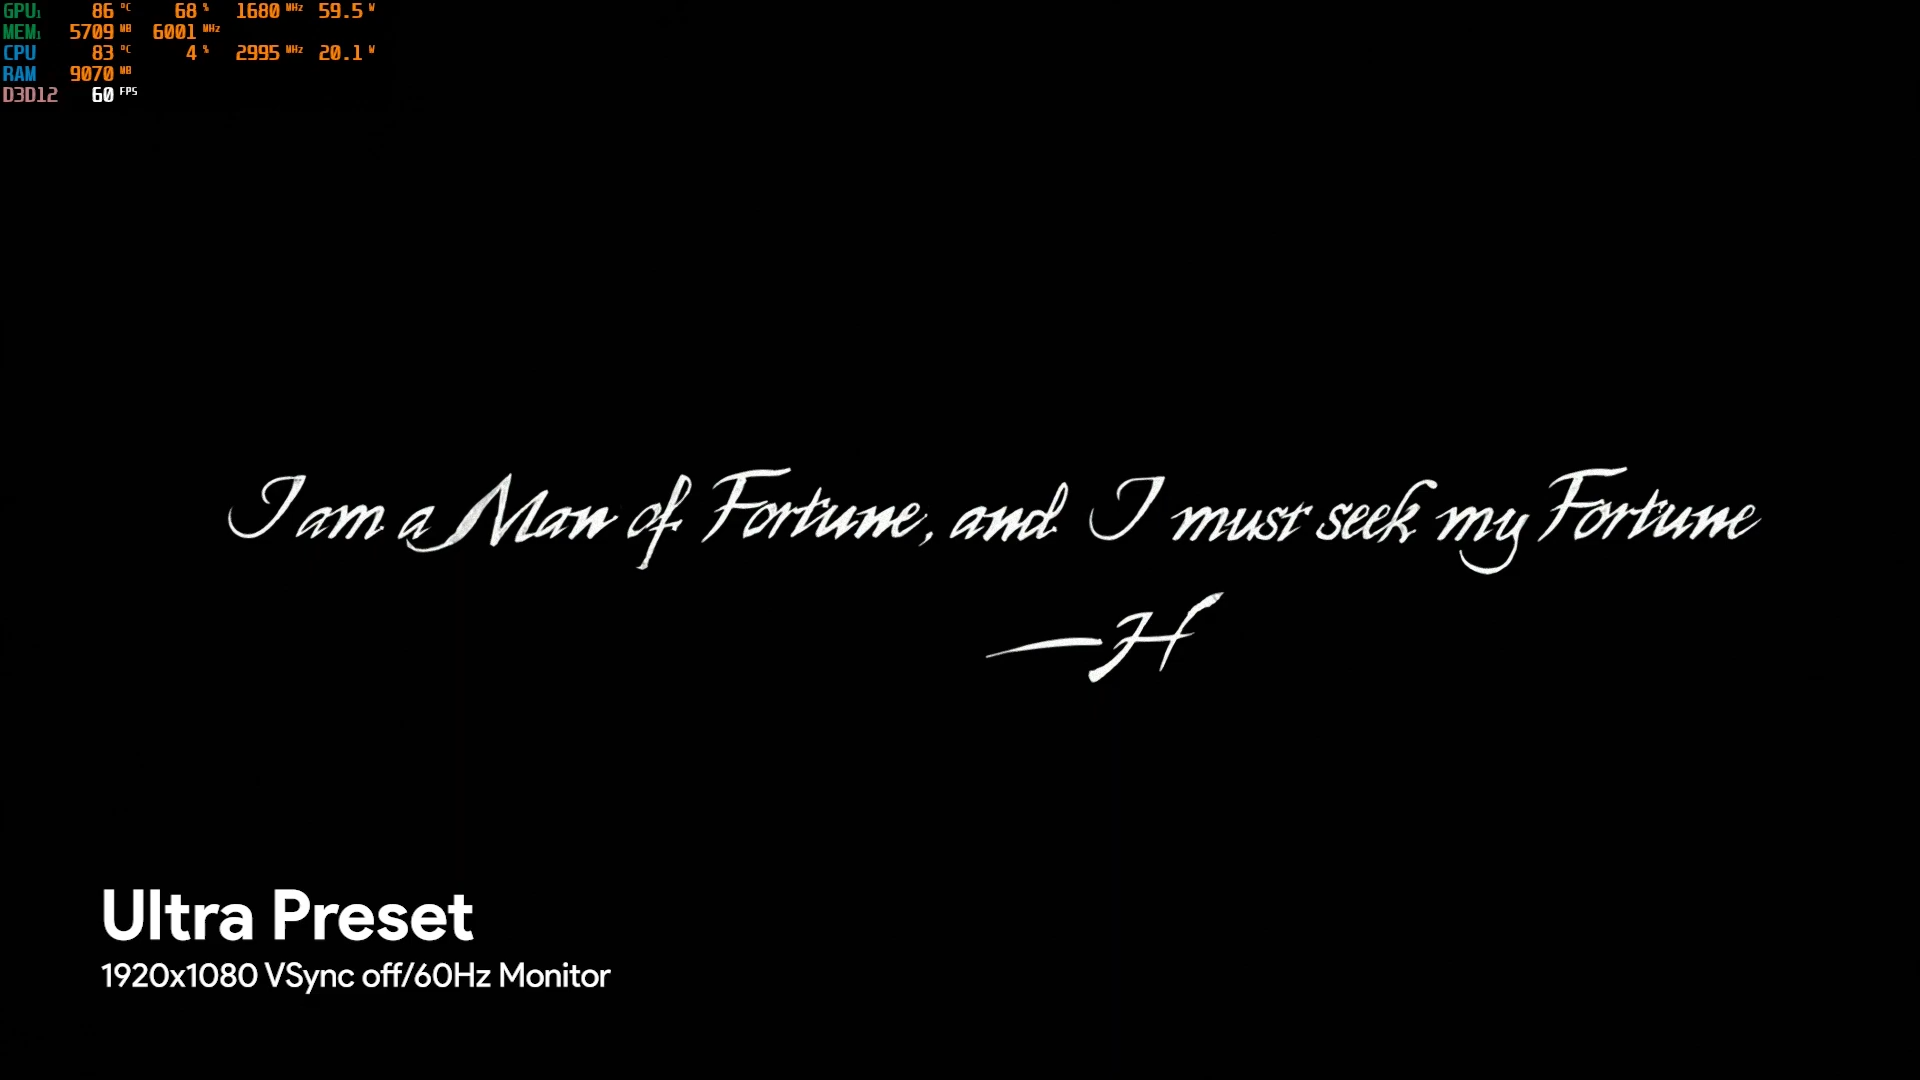 GPU1 86 °C 68 % 1680 MHz 59.5 W
MEM1 5709 MB 6001 MHz
CPU 83 °C 4 % 2995 MHz 20.1 W
RAM 9070 MB
D3D12 60 FPS
I am a Man of Fortune, and I must seek my Fortune
—H
Ultra Preset
1920x1080 VSync off/60Hz Monitor